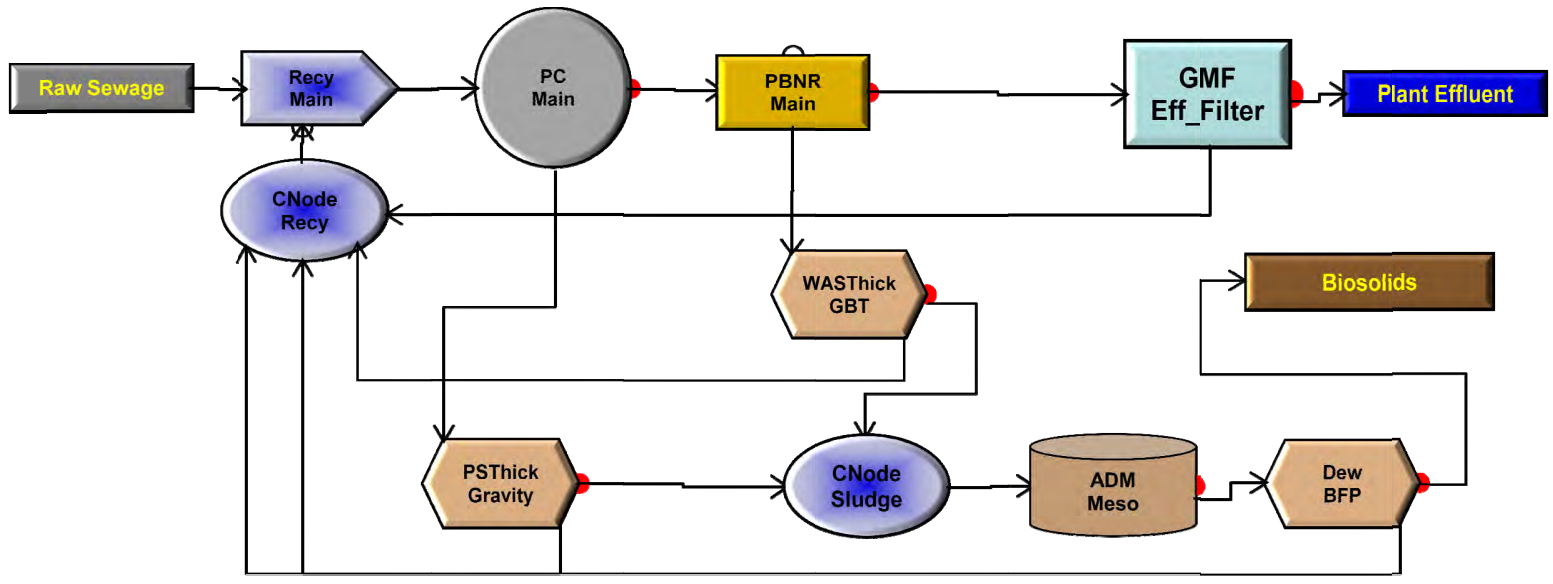 Raw Sewage
Recy
Main
PC
Main
PBNR
Main
GMF
Eff_Filter
Plant Effluent
CNode
Recy
WASThick
GBT
Biosolids
PSThick
Gravity
CNode
Sludge
ADM
Meso
Dew
BFP